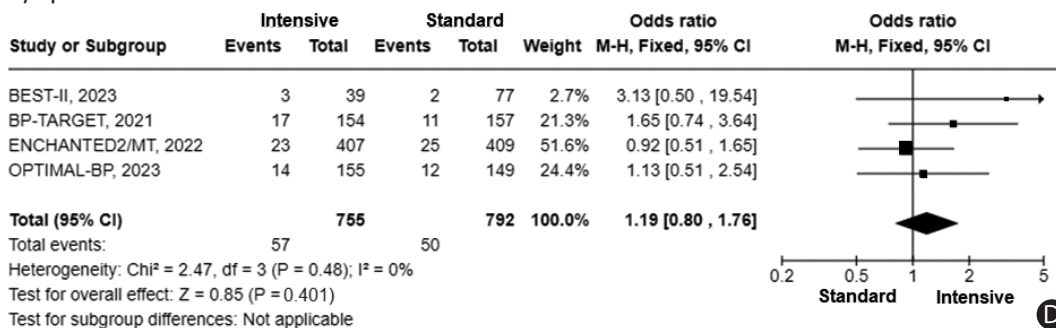 Intensive Standard Odds ratio Odds ratio
Study or Subgroup Events Total Events Total Weight M-H, Fixed, 95% CI M-H, Fixed, 95% CI
BEST-II, 2023 3 39 2 77 2.7% 3.13 [0.50 , 19.54]
BP-TARGET, 2021 17 154 11 157 21.3% 1.65 [0.74 , 3.64]
ENCHANTED2/MT, 2022 23 407 25 409 51.6% 0.92 [0.51 , 1.65]
OPTIMAL-BP, 2023 14 155 12 149 24.4% 1.13 [0.51 , 2.54]
Total (95% CI) 755 792 100.0% 1.19 [0.80 , 1.76]
Total events: 57 50
Heterogeneity: Chi² = 2.47, df = 3 (P = 0.48); I² = 0%
0.2 0.5 1 2 5
Test for overall effect: Z = 0.85 (P = 0.401)
Standard Intensive
Test for subgroup differences: Not applicable
D